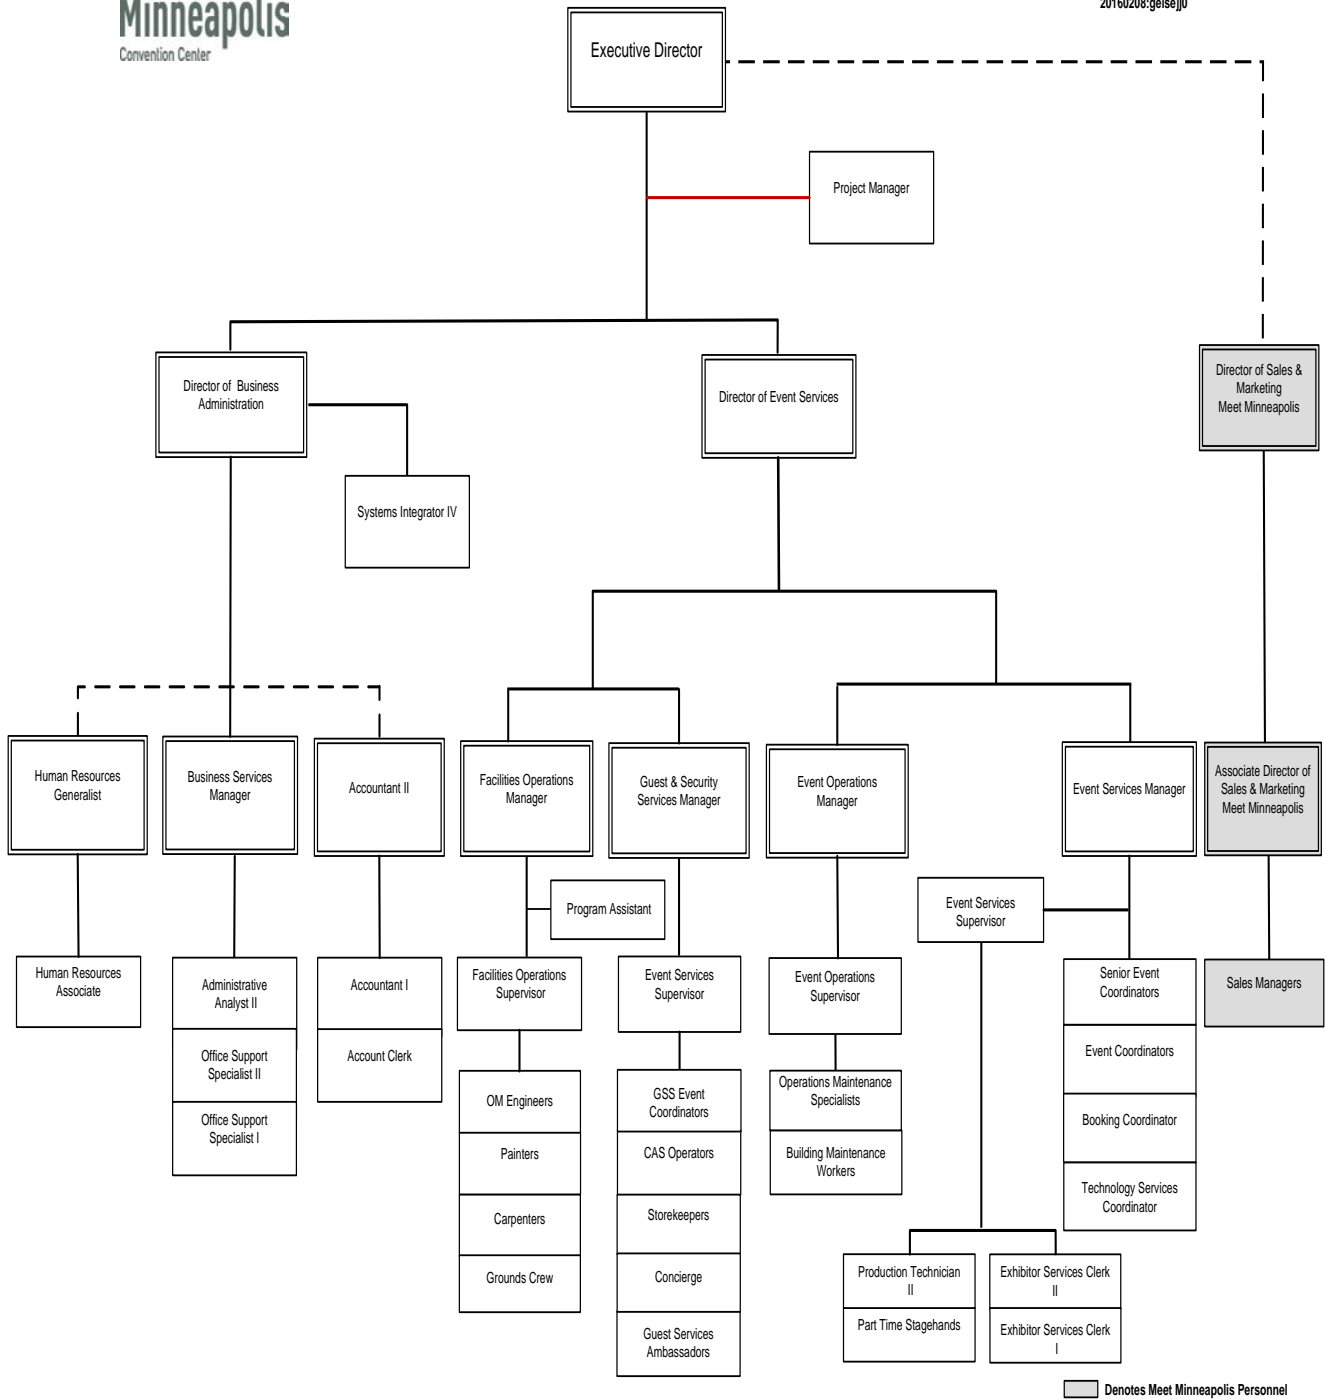 Minneapolis
Convention Center
20160208:geisejj0
Executive Director
Project Manager
Director of Business
Administration
Director of Event Services
Director of Sales &
Marketing
Meet Minneapolis
Systems Integrator IV
Human Resources
Generalist
Business Services
Manager
Accountant II
Facilities Operations
Manager
Guest & Security
Services Manager
Event Operations
Manager
Event Services Manager
Associate Director of
Sales & Marketing
Meet Minneapolis
Program Assistant
Event Services
Supervisor
Human Resources
Associate
Administrative
Analyst II
Office Support
Specialist II
Office Support
Specialist I
Accountant I
Account Clerk
Facilities Operations
Supervisor
OM Engineers
Painters
Carpenters
Grounds Crew
Event Services
Supervisor
GSS Event
Coordinators
CAS Operators
Storekeepers
Concierge
Guest Services
Ambassadors
Event Operations
Supervisor
Operations Maintenance
Specialists
Building Maintenance
Workers
Senior Event
Coordinators
Event Coordinators
Booking Coordinator
Technology Services
Coordinator
Sales Managers
Production Technician
II
Part Time Stagehands
Exhibitor Services Clerk
II
Exhibitor Services Clerk
I
Denotes Meet Minneapolis Personnel